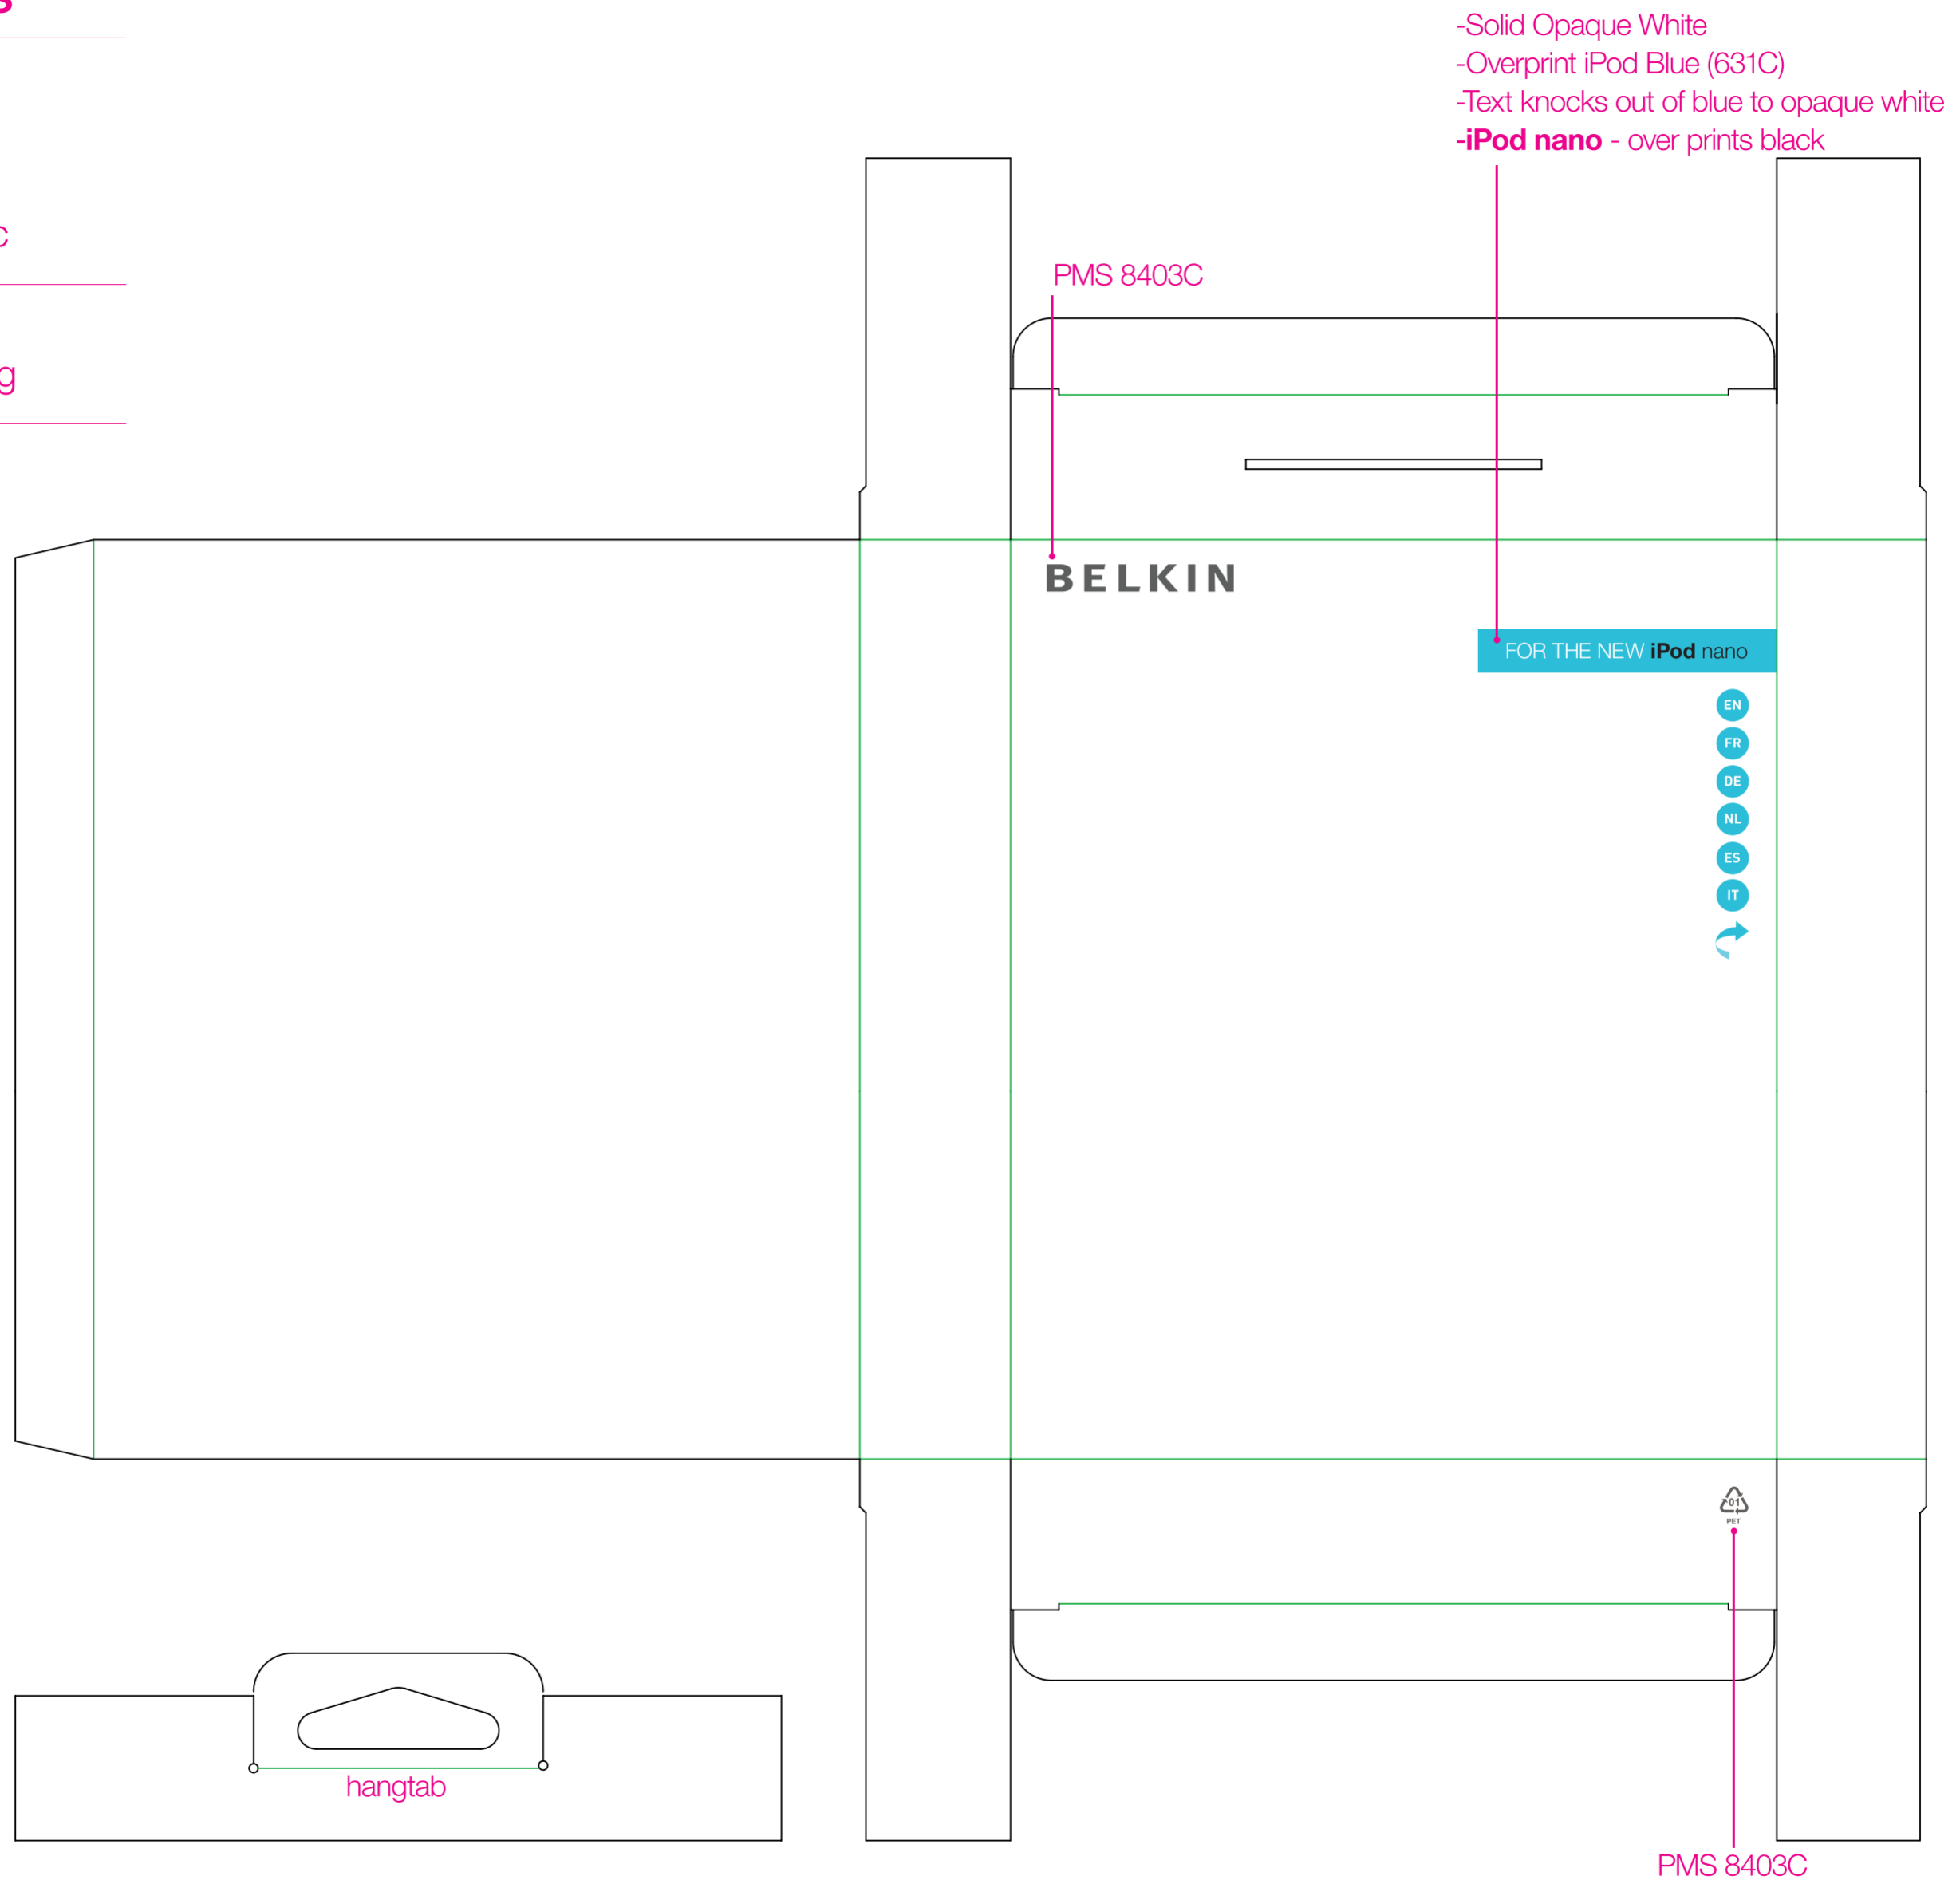 -Solid Opaque White
-Overprint iPod Blue (631C)
-Text knocks out of blue to opaque white
-iPod nano - over prints black
PMS 8403C
BELKIN
FOR THE NEW iPod nano
EN
FR
DE
NL
ES
IT
01
PET
hangtab
PMS 8403C